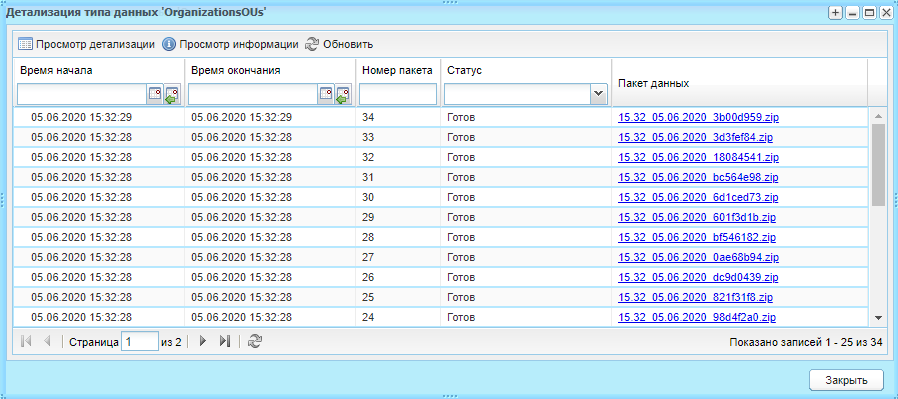 Детализация типа данных 'OrganizationsOUs'
Просмотр детализации Просмотр информации Обновить
Время начала Время окончания Номер пакета Статус Пакет данных
05.06.2020 15:32:29 05.06.2020 15:32:29 34 Готов 15.32_05.06.2020_3b00d959.zip
05.06.2020 15:32:28 05.06.2020 15:32:28 33 Готов 15.32_05.06.2020_3d3fef84.zip
05.06.2020 15:32:28 05.06.2020 15:32:28 32 Готов 15.32_05.06.2020_18084541.zip
05.06.2020 15:32:28 05.06.2020 15:32:28 31 Готов 15.32_05.06.2020_bc564e98.zip
05.06.2020 15:32:28 05.06.2020 15:32:28 30 Готов 15.32_05.06.2020_6d1ced73.zip
05.06.2020 15:32:28 05.06.2020 15:32:28 29 Готов 15.32_05.06.2020_601f3d1b.zip
05.06.2020 15:32:28 05.06.2020 15:32:28 28 Готов 15.32_05.06.2020_bf546182.zip
05.06.2020 15:32:28 05.06.2020 15:32:28 27 Готов 15.32_05.06.2020_0ae68b94.zip
05.06.2020 15:32:28 05.06.2020 15:32:28 26 Готов 15.32_05.06.2020_dc9d0439.zip
05.06.2020 15:32:28 05.06.2020 15:32:28 25 Готов 15.32_05.06.2020_821f31f8.zip
05.06.2020 15:32:28 05.06.2020 15:32:28 24 Готов 15.32_05.06.2020_98d4f2a0.zip
Страница 1 из 2 Показано записей 1 - 25 из 34
Закрыть